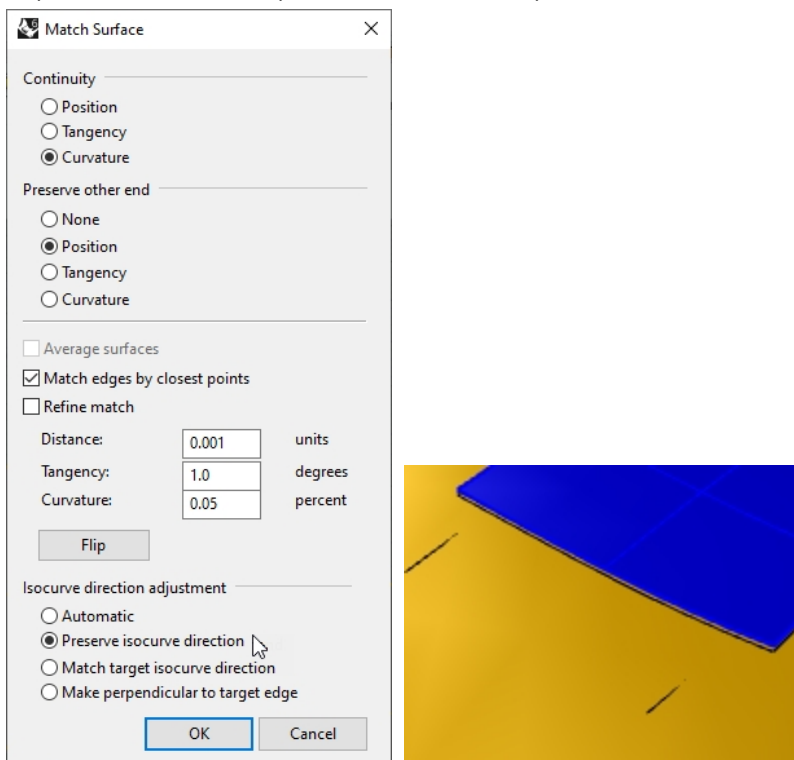 Match Surface
Continuity
Position
Tangency
Curvature
Preserve other end
None
Position
Tangency
Curvature
Average surfaces
Match edges by closest points
Refine match
Distance: 0.001 units
Tangency: 1.0 degrees
Curvature: 0.05 percent
Flip
Isocurve direction adjustment
Automatic
Preserve isocurve direction
Match target isocurve direction
Make perpendicular to target edge
OK Cancel